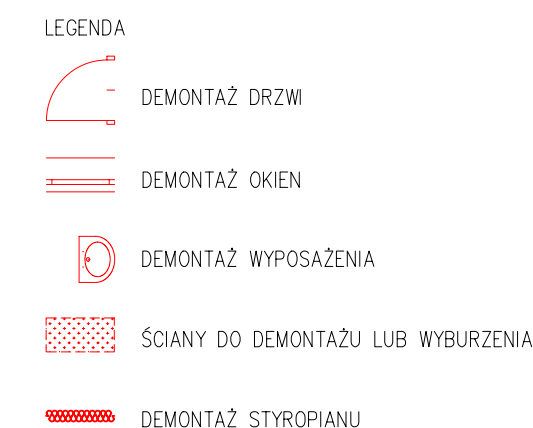 LEGENDA
DEMONTAŻ DRZWI
DEMONTAŻ OKIEN
DEMONTAŻ WYPOSAŻENIA
ŚCIANY DO DEMONTAŻU LUB WYBURZENIA
DEMONTAŻ STYROPIANU